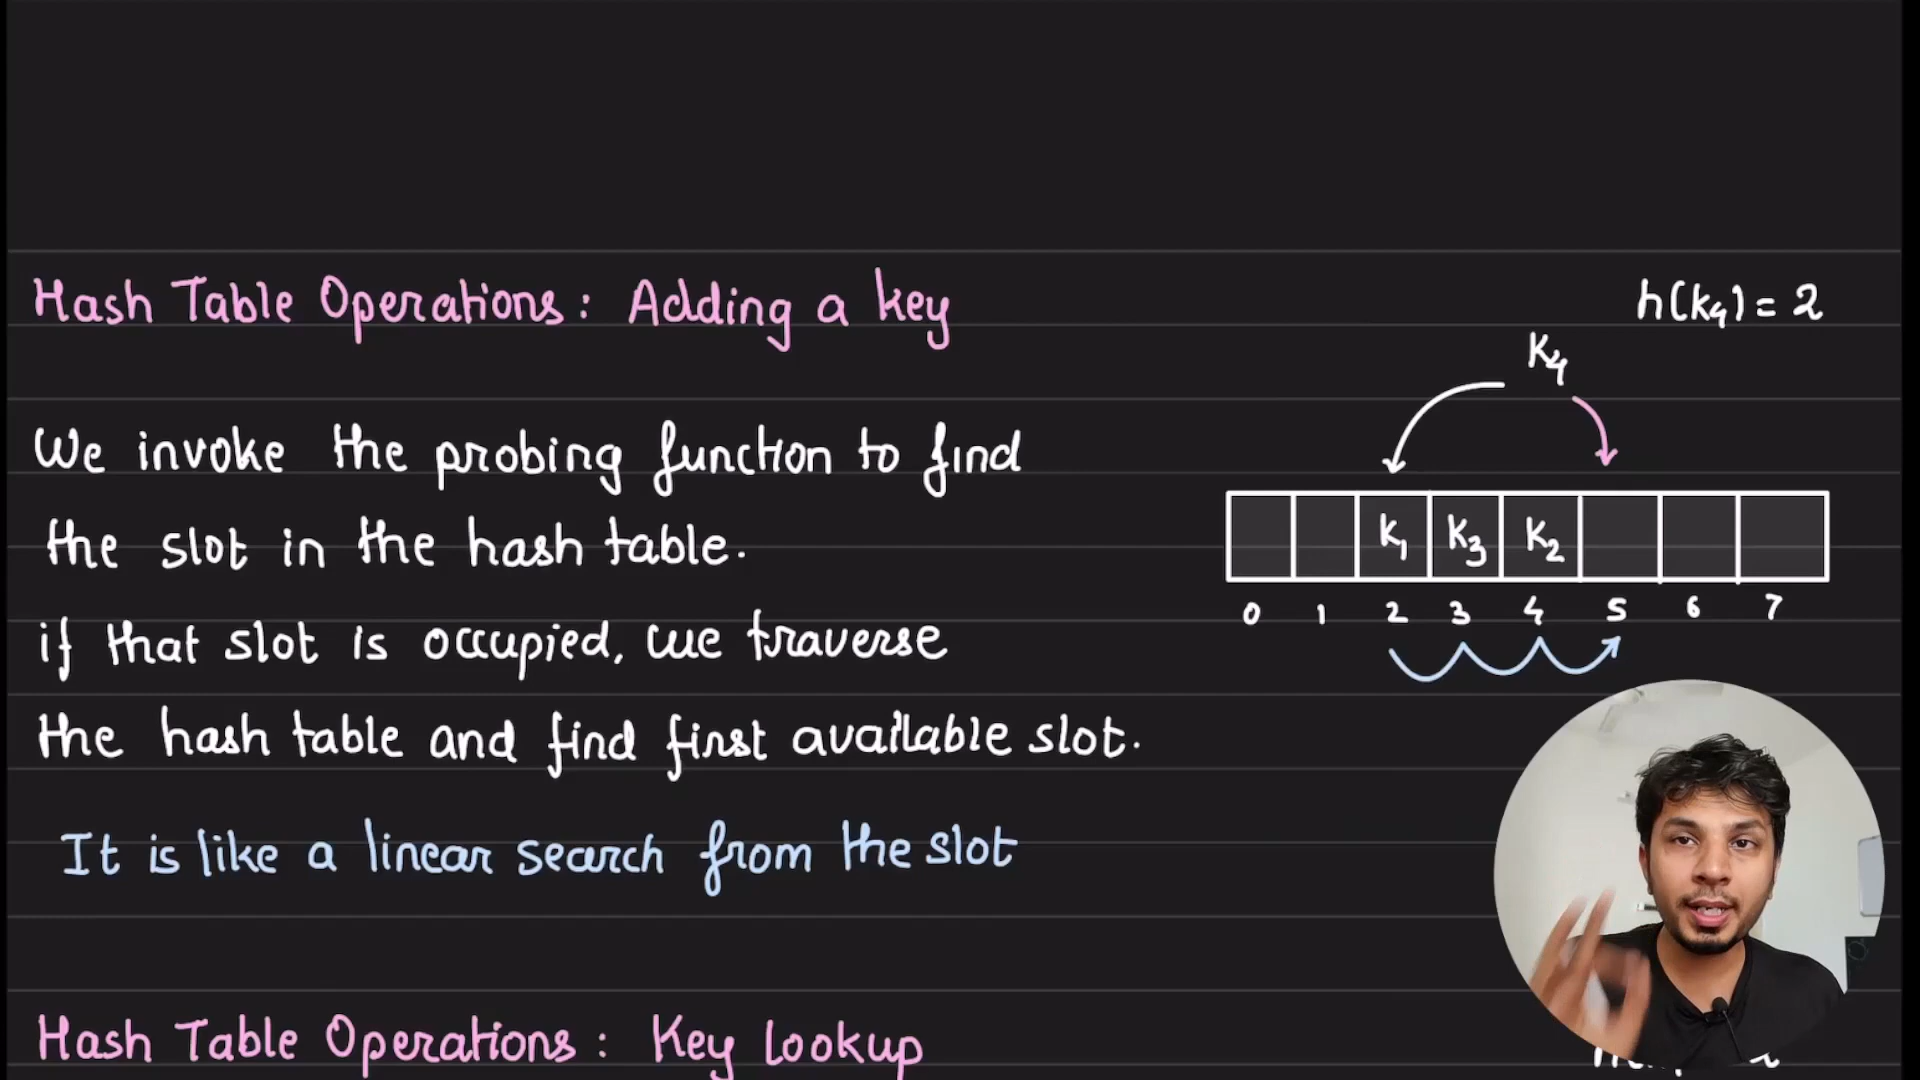 Hash Table Operations: Adding a key
h(k4) = 2
k4
We invoke the probing function to find
the slot in the hash table.
k1 k3 k2
0 1 2 3 4 5 6 7
if that slot is occupied, we traverse
the hash table and find first available slot.
It is like a linear search from the slot
Hash Table Operations: Key lookup